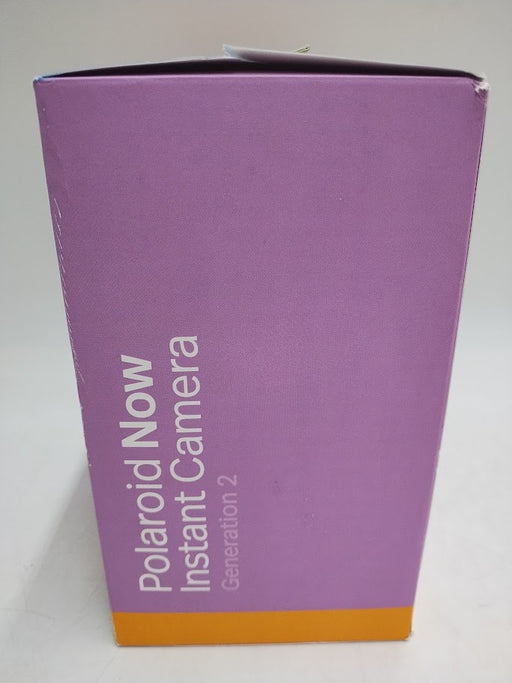 Polaroid Now
Instant Camera
Generation 2